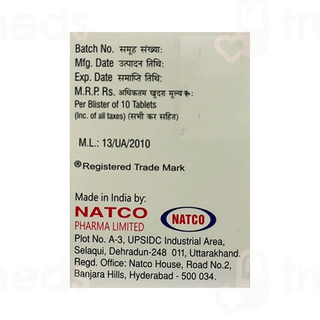 Batch No. समूह संख्याः
Mfg. Date उत्पादन तिथिः
Exp. Date समाप्ति तिथिः
M.R.P. Rs. अधिकतम खुदरा मूल्य रू:
Per Blister of 10 Tablets
(Inc. of all taxes) (सभी कर सहित)
M.L.: 13/UA/2010
®Registered Trade Mark
Made in India by:
NATCO
PHARMA LIMITED
NATCO
Plot No. A-3, UPSIDC Industrial Area,
Selaqui, Dehradun-248 011, Uttarakhand.
Regd. Office: Natco House, Road No.2,
Banjara Hills, Hyderabad - 500 034.